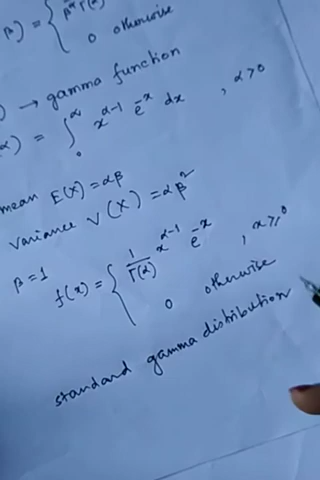 β) = { β^α Γ(α)
0 otherwise
) → gamma function
α) = ∫₀^∞ x^(α-1) e^(-x) dx , α>0
mean E(X) = αβ
variance V(X) = αβ²
β=1 f(x) = { 1/Γ(α) x^(α-1) e^(-x) , x≥0
0 otherwise
standard gamma distribution